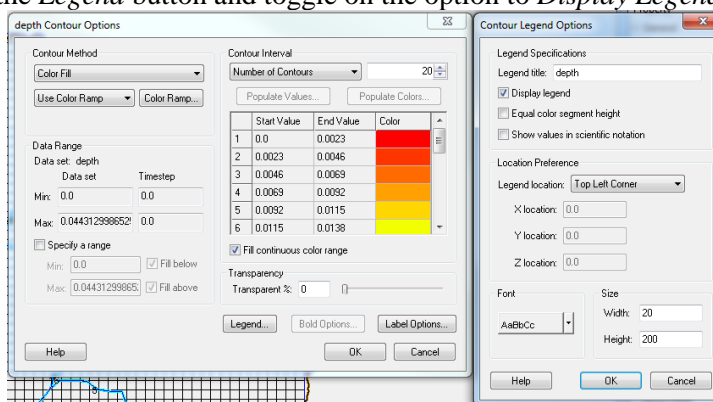 the Legend button and toggle on the option to Display Legend
depth Contour Options
Contour Method
Color Fill
Use Color Ramp
Color Ramp...
Data Range
Data set: depth
Data set
Timestep
Min: 0.0
0.0
Max: 0.044312998652
0.0
Specify a range
Min: 0.0
Fill below
Max: 0.04431299865
Fill above
Help
Contour Interval
Number of Contours
20
Populate Values...
Populate Colors...
Start Value
End Value
Color
1 0.0 0.0023
2 0.0023 0.0046
3 0.0046 0.0069
4 0.0069 0.0092
5 0.0092 0.0115
6 0.0115 0.0138
Fill continuous color range
Transparency
Transparent %: 0
Legend...
Bold Options...
Label Options...
OK
Cancel
Contour Legend Options
Legend Specifications
Legend title: depth
Display legend
Equal color segment height
Show values in scientific notation
Location Preference
Legend location: Top Left Corner
X location: 0.0
Y location: 0.0
Z location: 0.0
Font
AaBbCc
Size
Width: 20
Height: 200
Help
OK
Cancel